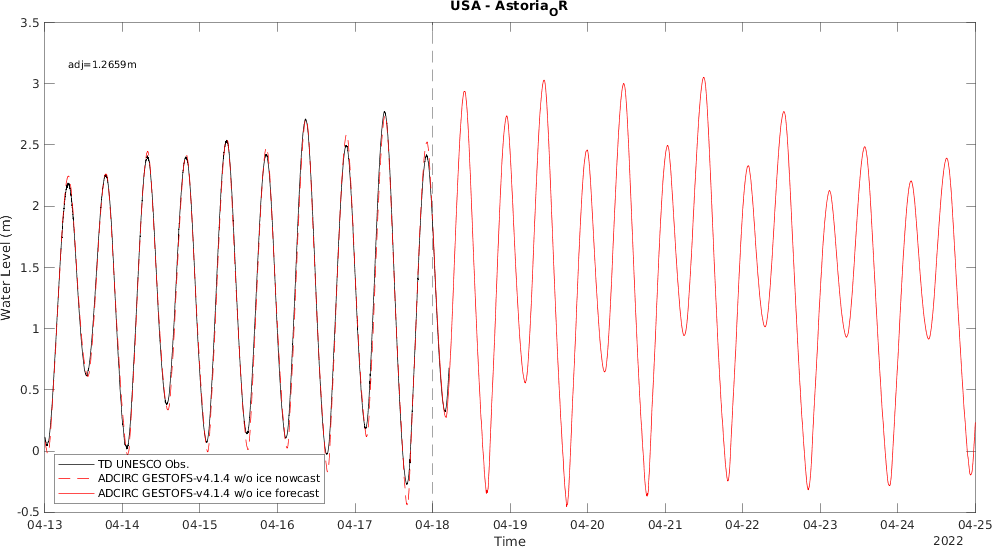 USA - Astoria_OR
adj=1.2659m
3.5
3
2.5
2
1.5
1
0.5
0
-0.5
Water Level (m)
TD UNESCO Obs.
ADCIRC GESTOFS-v4.1.4 w/o ice nowcast
ADCIRC GESTOFS-v4.1.4 w/o ice forecast
04-13 04-14 04-15 04-16 04-17 04-18 04-19 04-20 04-21 04-22 04-23 04-24 04-25
Time
2022